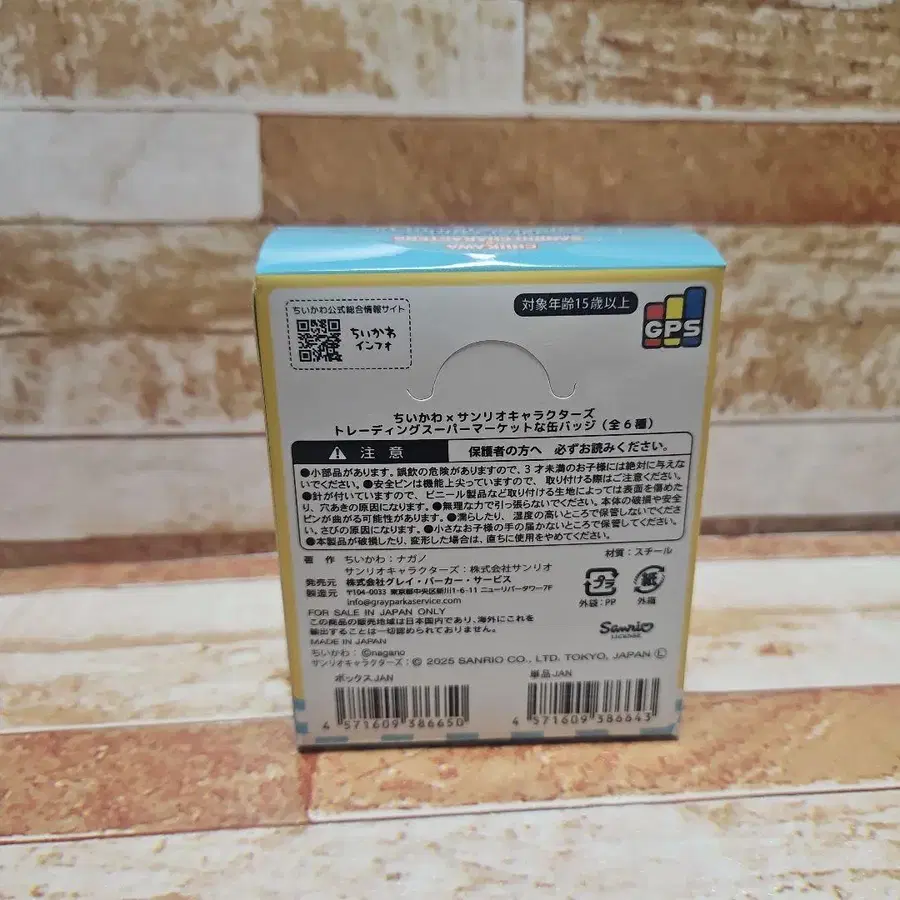 CHIIKAWA
SANRIO CHARACTERS
ちいかわ公式総合情報サイト
ちいかわ
インフォ
対象年齢15歳以上
GPS
ちいかわ×サンリオキャラクターズ
トレーディングスーパーマーケットな缶バッジ(全6種)
注意 保護者の方へ 必ずお読みください。
●小部品があります。誤飲の危険がありますので、3才未満のお子様には絶対に与えな
いでください。●安全ピンは機能上尖っていますので、取り付ける際はご注意ください。
●針が付いていますので、ビニール製品など取り付ける生地によっては表面を傷めた
り、穴あきの原因になります。●無理な力で引っ張らないでください。本体の破損や安全
ピンが曲がる可能性があります。●濡らしたり、湿度の高いところで保管しないでくださ
い。さびの原因になります。●小さなお子様の手の届かないところで保管してください。
●本製品が破損したり、変形した場合は、直ちに使用をやめてください。
著作 ちいかわ:ナガノ
サンリオキャラクターズ:株式会社サンリオ
材質:スチール
発売元 株式会社グレイ・パーカー・サービス
製造元 〒104-0033 東京都中央区新川1-6-11 ニューリバータワー7F
info@grayparkaservice.com
プラ
外袋:PP
紙
外箱
FOR SALE IN JAPAN ONLY
この商品の販売地域は日本国内であり、海外にこれを
輸出することは一切認められておりません。
MADE IN JAPAN
Sanrio
LICENSE
ちいかわ:©nagano
サンリオキャラクターズ:© 2025 SANRIO CO., LTD. TOKYO, JAPAN Ⓛ
ボックスJAN
4 571609 386650
単品JAN
4 571609 386643